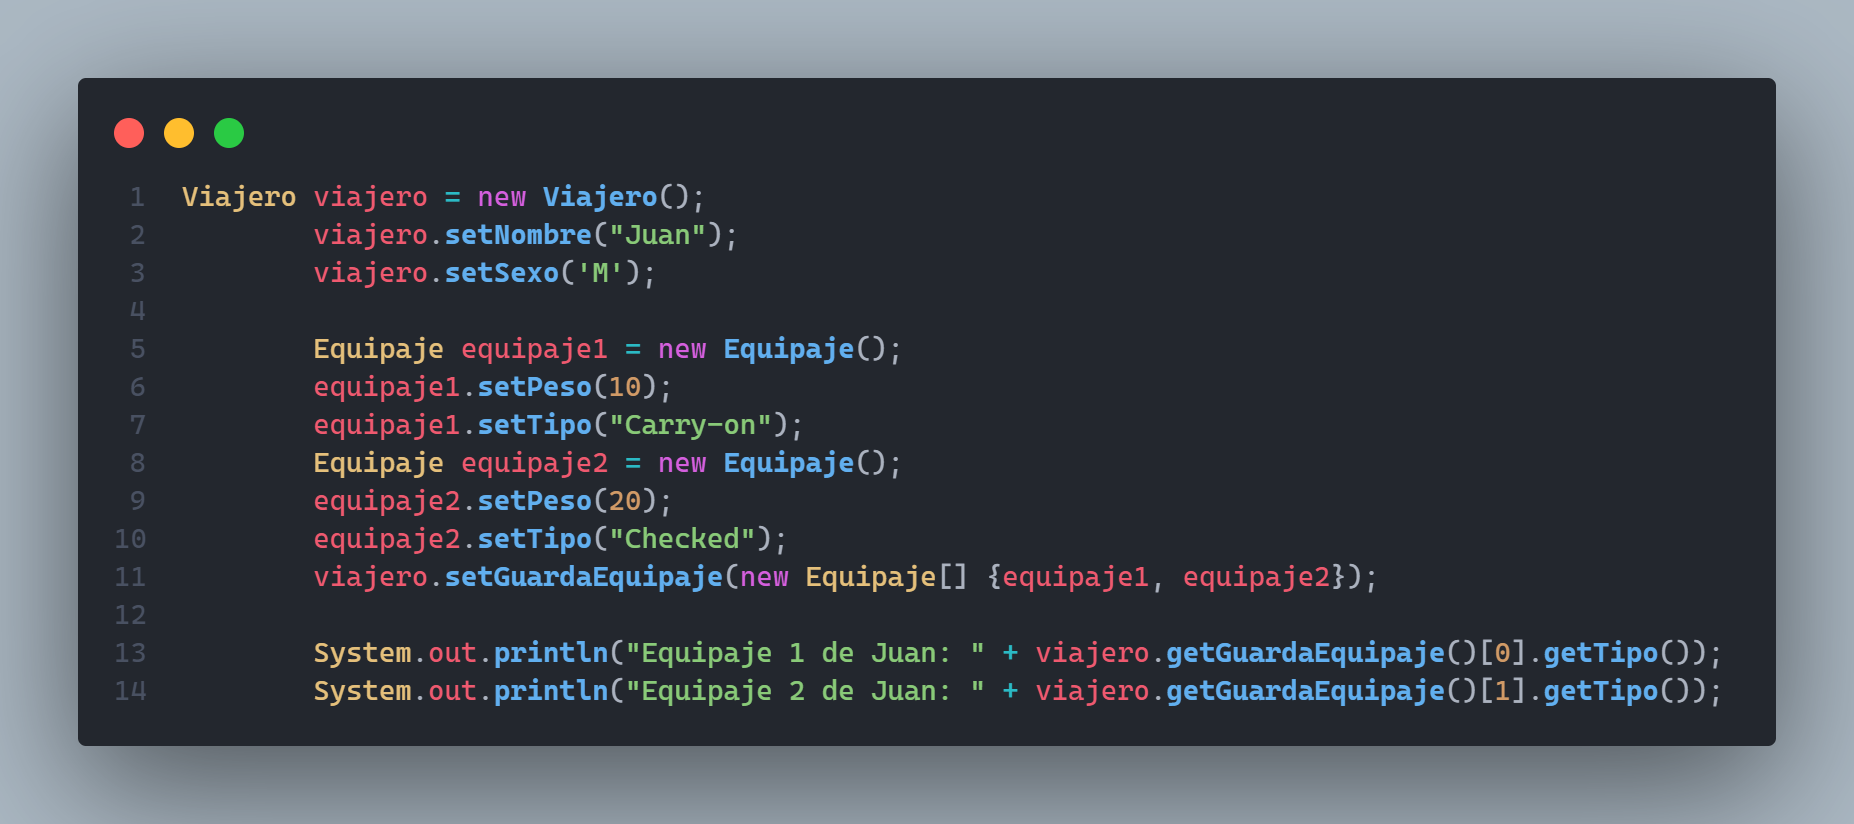 1 Viajero viajero = new Viajero();
2 viajero.setNombre("Juan");
3 viajero.setSexo('M');
4
5 Equipaje equipaje1 = new Equipaje();
6 equipaje1.setPeso(10);
7 equipaje1.setTipo("Carry-on");
8 Equipaje equipaje2 = new Equipaje();
9 equipaje2.setPeso(20);
10 equipaje2.setTipo("Checked");
11 viajero.setGuardaEquipaje(new Equipaje[] {equipaje1, equipaje2});
12
13 System.out.println("Equipaje 1 de Juan: " + viajero.getGuardaEquipaje()[0].getTipo());
14 System.out.println("Equipaje 2 de Juan: " + viajero.getGuardaEquipaje()[1].getTipo());